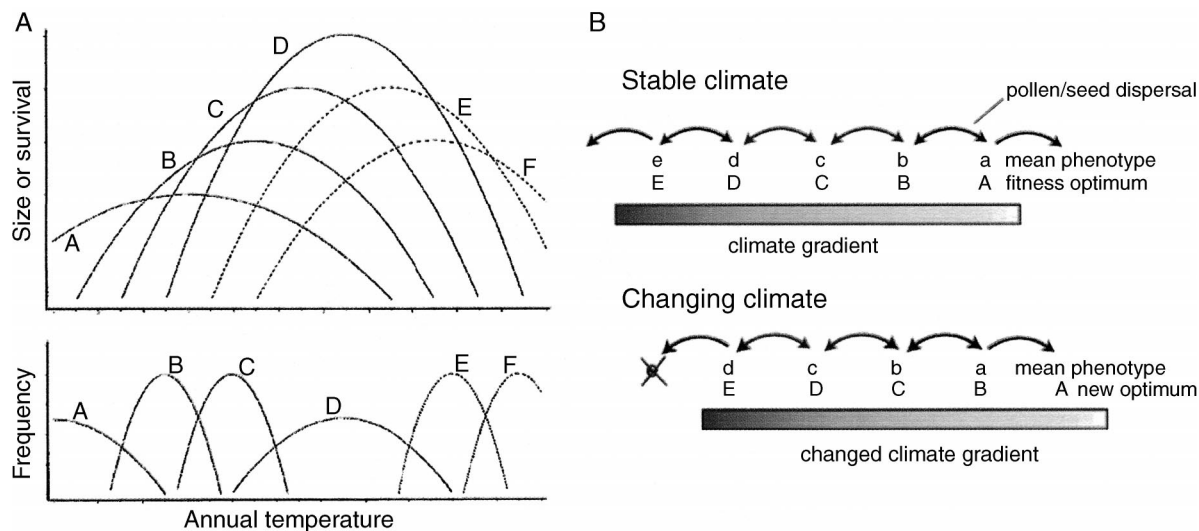 A
Size or survival
A
B
C
D
E
F
Frequency
A
B
C
D
E
F
Annual temperature
B
Stable climate
pollen/seed dispersal
e d c b a mean phenotype
E D C B A fitness optimum
climate gradient
Changing climate
d c b a mean phenotype
E D C B A new optimum
changed climate gradient